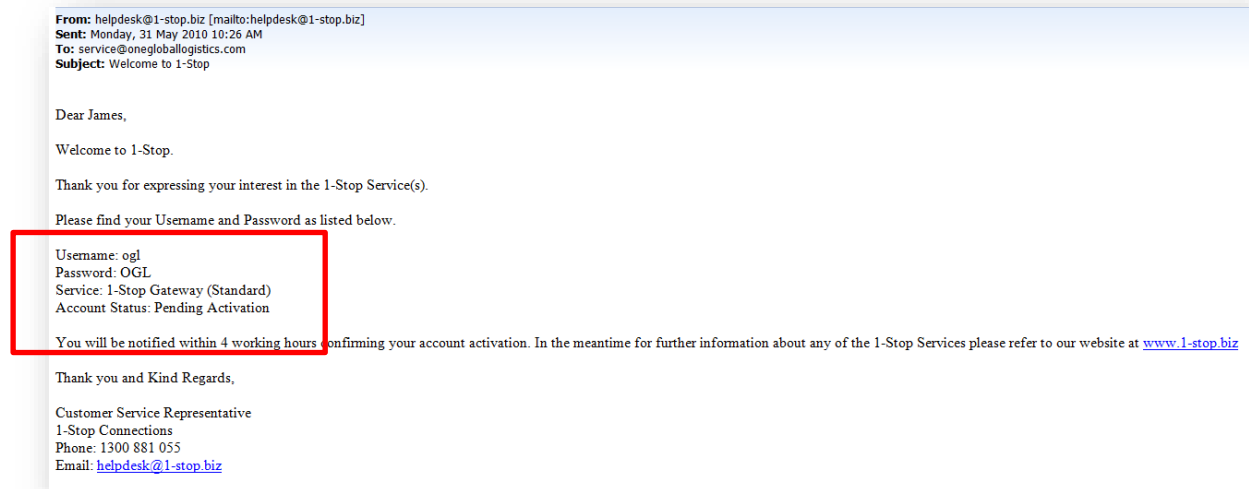 From: helpdesk@1-stop.biz [mailto:helpdesk@1-stop.biz]
Sent: Monday, 31 May 2010 10:26 AM
To: service@onegloballogistics.com
Subject: Welcome to 1-Stop
Dear James,
Welcome to 1-Stop.
Thank you for expressing your interest in the 1-Stop Service(s).
Please find your Username and Password as listed below.
Username: ogl
Password: OGL
Service: 1-Stop Gateway (Standard)
Account Status: Pending Activation
You will be notified within 4 working hours confirming your account activation. In the meantime for further information about any of the 1-Stop Services please refer to our website at www.1-stop.biz
Thank you and Kind Regards,
Customer Service Representative
1-Stop Connections
Phone: 1300 881 055
Email: helpdesk@1-stop.biz